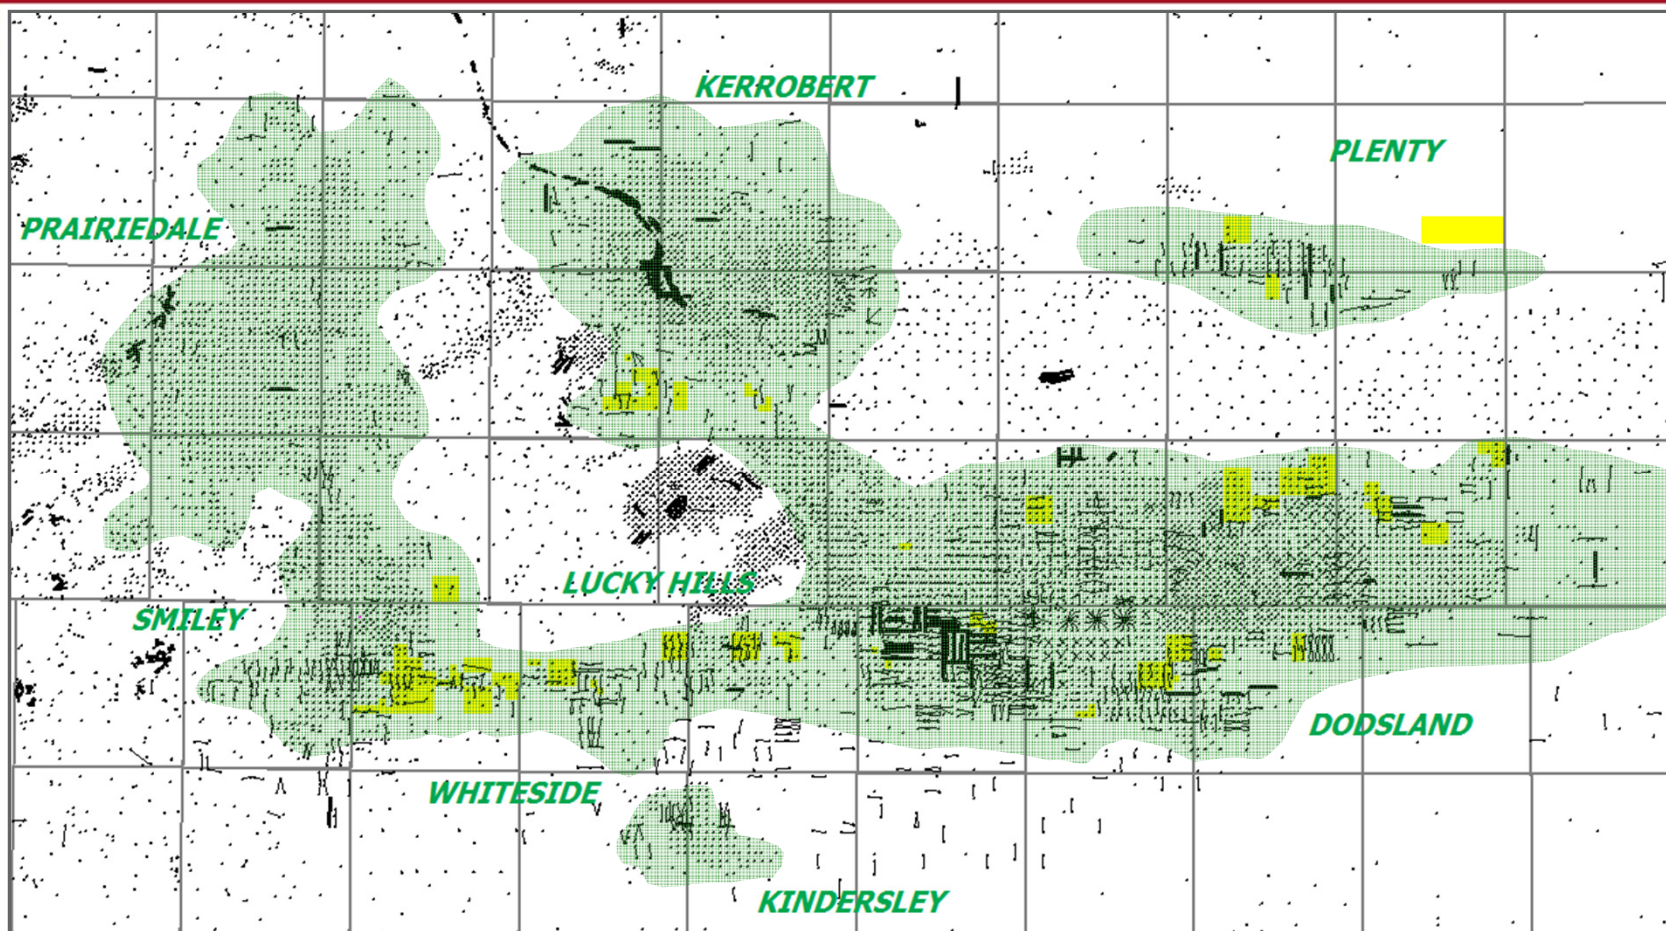 KERROBERT
PLENTY
PRAIRIEDALE
LUCKY HILLS
SMILEY
DODSLAND
WHITESIDE
KINDERSLEY